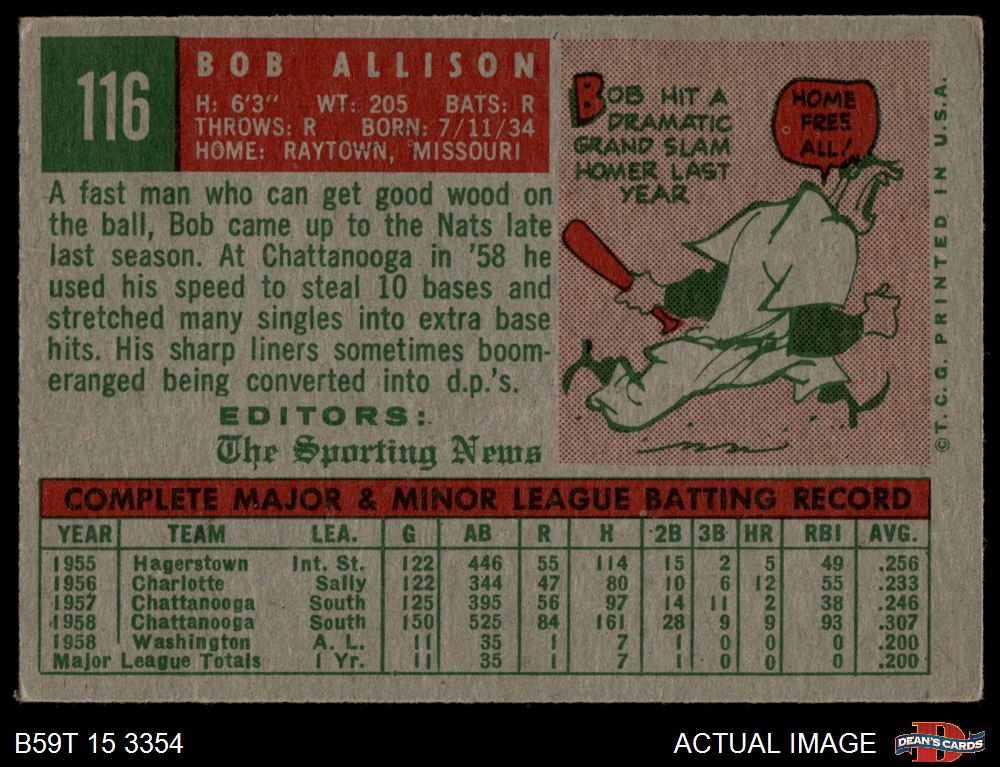 116
BOB ALLISON
H: 6'3" WT: 205 BATS: R
THROWS: R BORN: 7/11/34
HOME: RAYTOWN, MISSOURI
A fast man who can get good wood on
the ball, Bob came up to the Nats late
last season. At Chattanooga in '58 he
used his speed to steal 10 bases and
stretched many singles into extra base
hits. His sharp liners sometimes boom-
eranged being converted into d.p.'s.
EDITORS:
The Sporting News
BOB HIT A
DRAMATIC
GRAND SLAM
HOMER LAST
YEAR
HOME
FREE
ALL!
©T. C. G. PRINTED IN U.S.A.
COMPLETE MAJOR & MINOR LEAGUE BATTING RECORD
YEAR TEAM LEA. G AB R H 2B 3B HR RBI AVG.
1955 Hagerstown Int. St. 122 446 55 114 15 2 5 49 .256
1956 Charlotte Sally 122 344 47 80 10 6 12 55 .233
1957 Chattanooga South 125 395 56 97 14 11 2 38 .246
1958 Chattanooga South 150 525 84 161 28 9 9 93 .307
1958 Washington A. L. 11 35 1 7 1 0 0 0 .200
Major League Totals 1 Yr. 11 35 1 7 1 0 0 0 .200
B59T 15 3354
ACTUAL IMAGE
D
DEAN'S CARDS